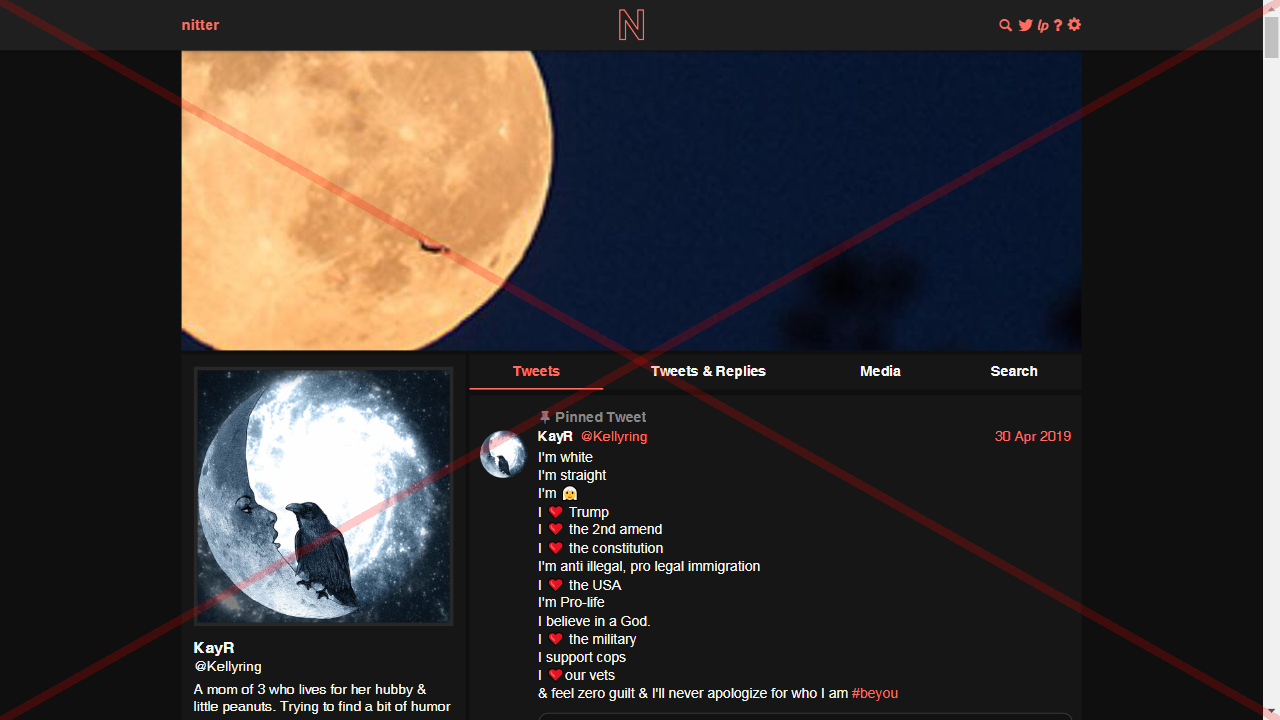 nitter
N
lp ?
Tweets Tweets & Replies Media Search
Pinned Tweet
KayR @Kellyring 30 Apr 2019
I'm white
I'm straight
I'm 👵
I ❤️ Trump
I ❤️ the 2nd amend
I ❤️ the constitution
I'm anti illegal, pro legal immigration
I ❤️ the USA
I'm Pro-life
I believe in a God.
I ❤️ the military
I support cops
I ❤️our vets
& feel zero guilt & I'll never apologize for who I am #beyou
KayR
@Kellyring
A mom of 3 who lives for her hubby &
little peanuts. Trying to find a bit of humor